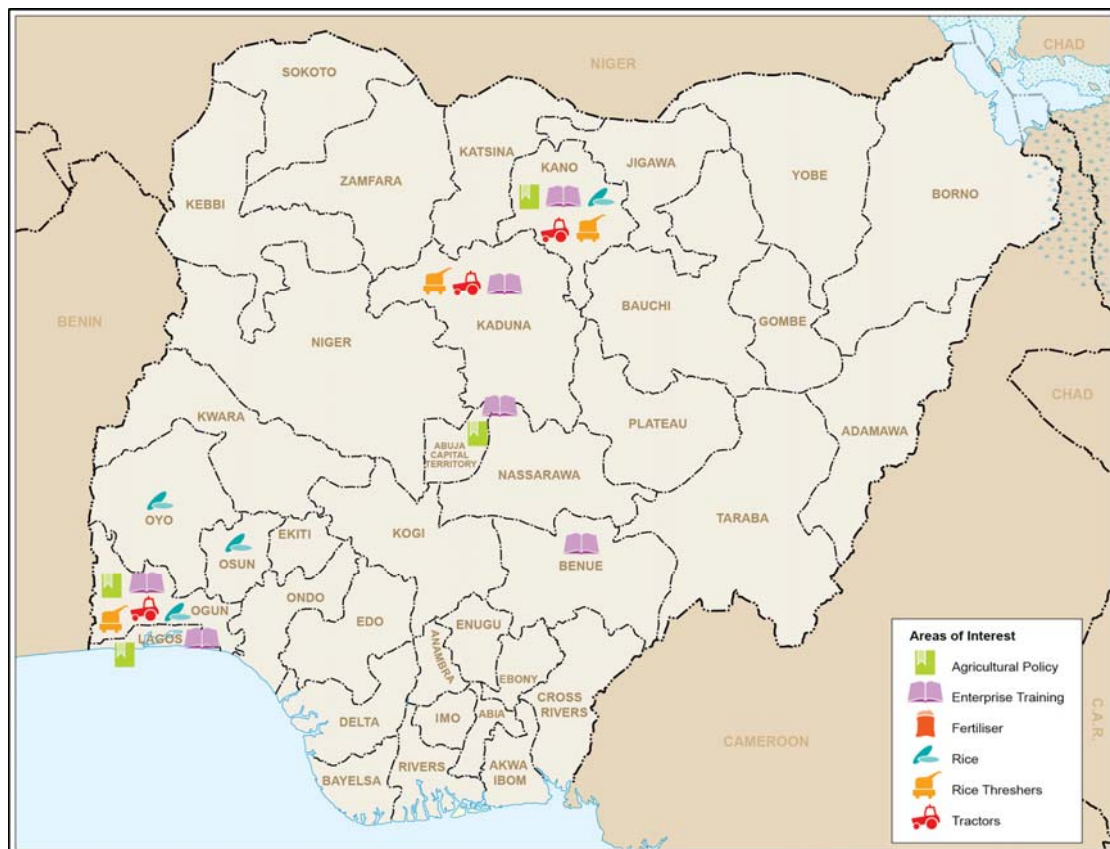 CHAD
NIGER
SOKOTO
KATSINA
KANO
JIGAWA
YOBE
BORNO
ZAMFARA
KEBBI
BENIN
KADUNA
BAUCHI
GOMBE
NIGER
CHAD
KWARA
PLATEAU
ADAMAWA
ABUJA
CAPITAL
TERRITORY
NASSARAWA
OYO
TARABA
KOGI
EKITI
OSUN
BENUE
ONDO
OGUN
EDO
ENUGU
ANAMBRA
LAGOS
EBONY
CROSS
RIVERS
DELTA
IMO
ABIA
BAYELSA
RIVERS
AKWA
IBOM
CAMEROON
C.A.R.
Areas of Interest
Agricultural Policy
Enterprise Training
Fertiliser
Rice
Rice Threshers
Tractors